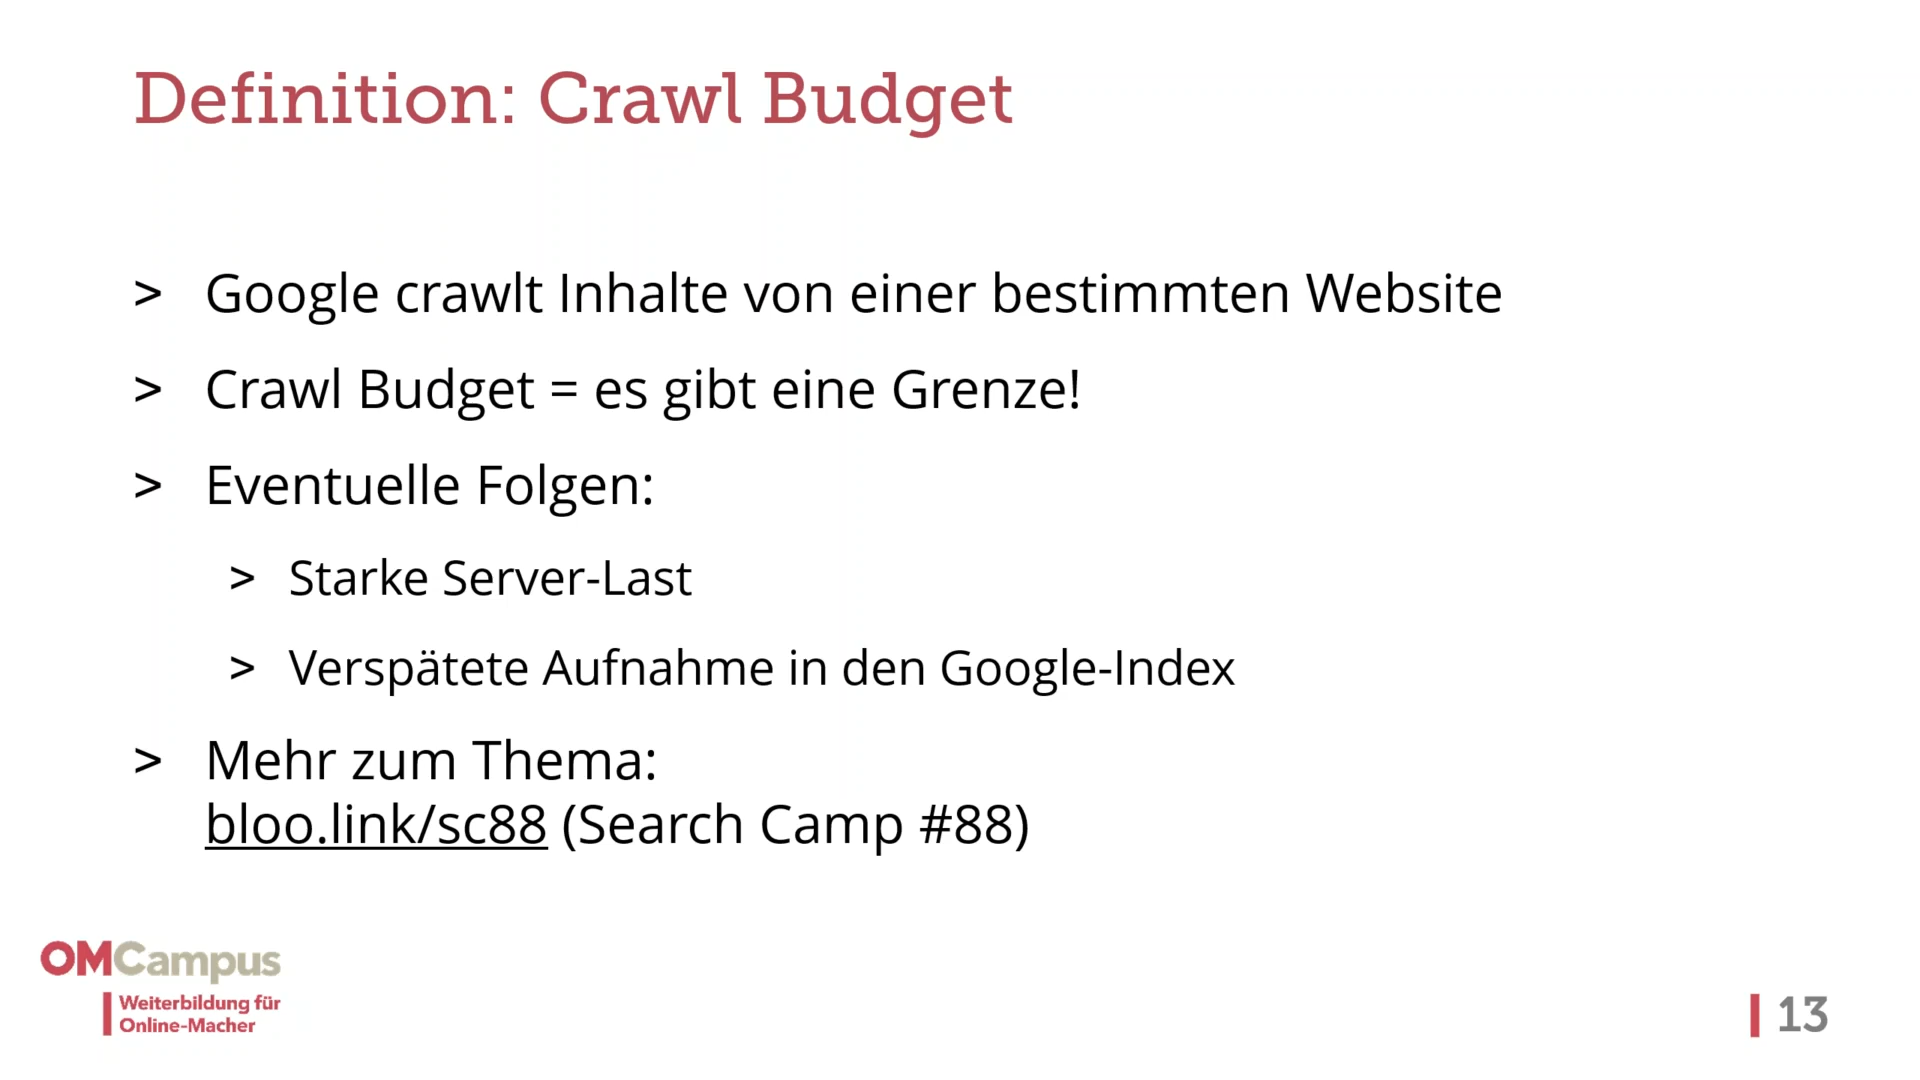 Definition: Crawl Budget
> Google crawlt Inhalte von einer bestimmten Website
> Crawl Budget = es gibt eine Grenze!
> Eventuelle Folgen:
> Starke Server-Last
> Verspätete Aufnahme in den Google-Index
> Mehr zum Thema:
bloo.link/sc88 (Search Camp #88)
OMCampus
Weiterbildung für
Online-Macher
13